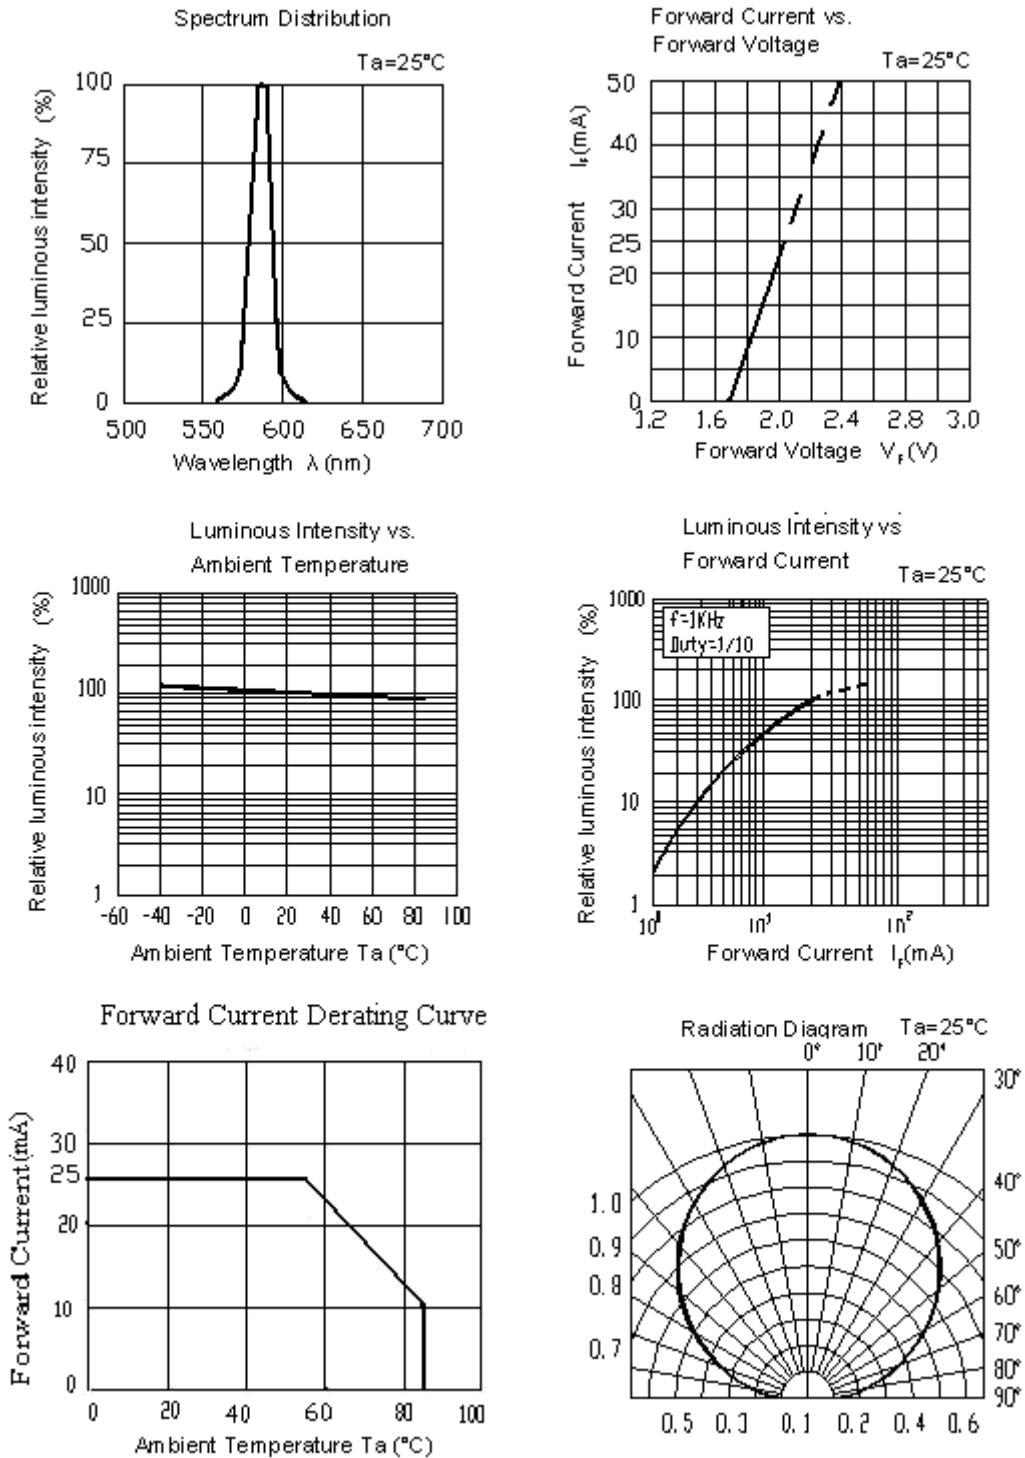 Spectrum Distribution
Ta=25°C
Relative luminous intensity (%)
100
75
50
25
0
500 550 600 650 700
Wavelength λ (nm)
Forward Current vs.
Forward Voltage
Ta=25°C
Forward Current IF(mA)
50
40
30
25
20
10
0
1.2 1.6 2.0 2.4 2.8 3.0
Forward Voltage VF(V)
Luminous Intensity vs.
Ambient Temperature
Relative luminous intensity (%)
1000
100
10
1
-60 -40 -20 0 20 40 60 80 100
Ambient Temperature Ta (°C)
Luminous Intensity vs
Forward Current
Ta=25°C
f=1KHz
Duty=1/10
Relative luminous intensity (%)
1000
100
10
1
10⁰ 10¹ 10²
Forward Current IF(mA)
Forward Current Derating Curve
Forward Current(mA)
40
30
25
20
10
0
0 20 40 60 80 100
Ambient Temperature Ta (°C)
Radiation Diagram Ta=25°C
0° 10° 20°
30°
40°
50°
60°
70°
80°
90°
1.0
0.9
0.8
0.7
0.5 0.3 0.1 0.2 0.4 0.6